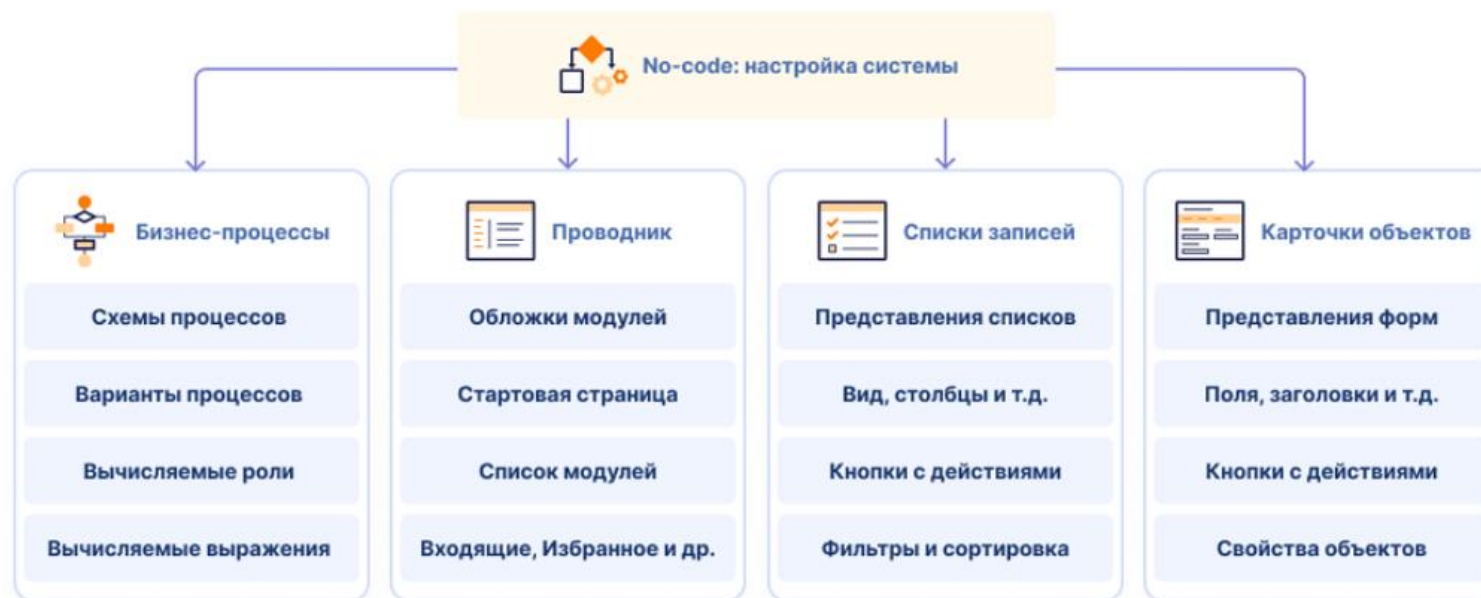 No-code: настройка системы
Бизнес-процессы
Схемы процессов
Варианты процессов
Вычисляемые роли
Вычисляемые выражения
Проводник
Обложки модулей
Стартовая страница
Список модулей
Входящие, Избранное и др.
Списки записей
Представления списков
Вид, столбцы и т.д.
Кнопки с действиями
Фильтры и сортировка
Карточки объектов
Представления форм
Поля, заголовки и т.д.
Кнопки с действиями
Свойства объектов